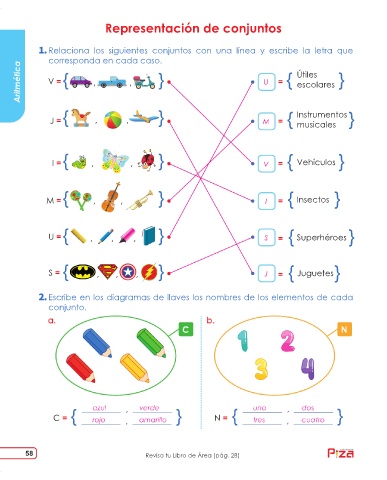 Representación de conjuntos
Aritmética
1. Relaciona los siguientes conjuntos con una línea y escribe la letra que
corresponda en cada caso.
V = { , , }
U = { Útiles escolares }
J = { , , }
M = { Instrumentos musicales }
I = { , , }
V = { Vehículos }
M = { , , }
I = { Insectos }
U = { , , , }
S = { Superhéroes }
S = { , , , }
J = { Juguetes }
2. Escribe en los diagramas de llaves los nombres de los elementos de cada
conjunto.
a. b.
C N
1 2
3 4
azul , verde
C = { rojo , amarillo }
uno , dos
N = { tres , cuatro }
58
Revisa tu Libro de Área (pág. 28)